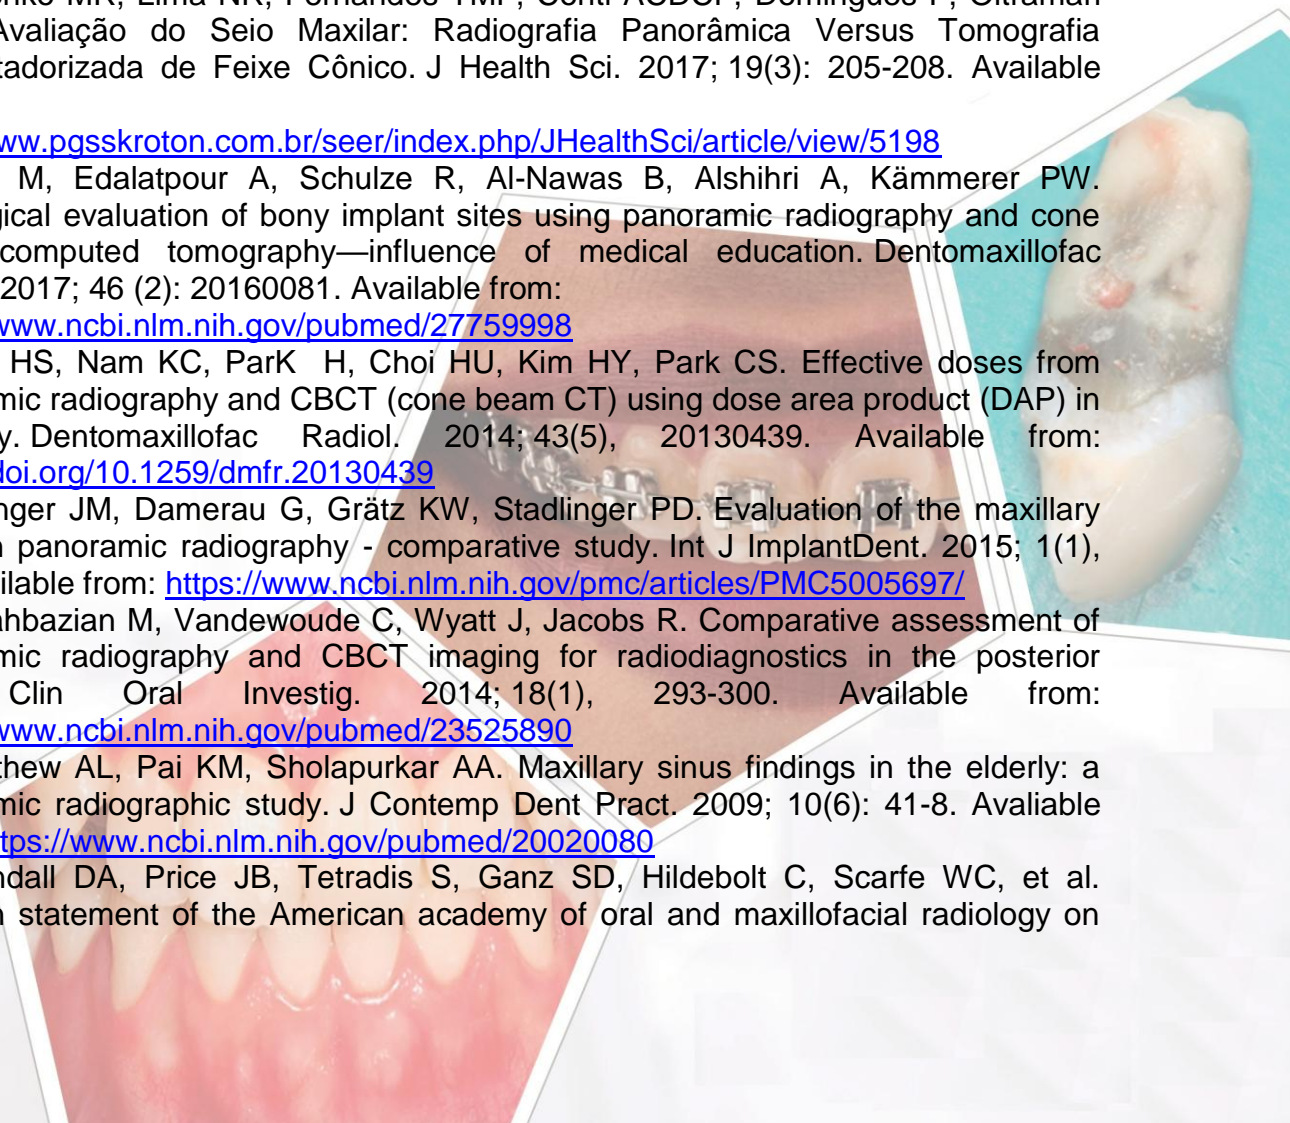 MR, Lima NR, Fernandes TMF, Conti ACDCF, Domingues F, Oltraman
Avaliação do Seio Maxilar: Radiografia Panorâmica Versus Tomografia
tadorizada de Feixe Cônico. J Health Sci. 2017; 19(3): 205-208. Available
ww.pgsskroton.com.br/seer/index.php/JHealthSci/article/view/5198
M, Edalatpour A, Schulze R, Al-Nawas B, Alshihri A, Kämmerer PW.
gical evaluation of bony implant sites using panoramic radiography and cone
computed tomography—influence of medical education. Dentomaxillofac
2017; 46 (2): 20160081. Available from:
www.ncbi.nlm.nih.gov/pubmed/27759998
HS, Nam KC, ParK H, Choi HU, Kim HY, Park CS. Effective doses from
mic radiography and CBCT (cone beam CT) using dose area product (DAP) in
y. Dentomaxillofac Radiol. 2014; 43(5), 20130439. Available from:
doi.org/10.1259/dmfr.20130439
nger JM, Damerau G, Grätz KW, Stadlinger PD. Evaluation of the maxillary
n panoramic radiography - comparative study. Int J ImplantDent. 2015; 1(1),
ailable from: https://www.ncbi.nlm.nih.gov/pmc/articles/PMC5005697/
ahbazian M, Vandewoude C, Wyatt J, Jacobs R. Comparative assessment of
mic radiography and CBCT imaging for radiodiagnostics in the posterior
Clin Oral Investig. 2014; 18(1), 293-300. Available from:
www.ncbi.nlm.nih.gov/pubmed/23525890
thew AL, Pai KM, Sholapurkar AA. Maxillary sinus findings in the elderly: a
mic radiographic study. J Contemp Dent Pract. 2009; 10(6): 41-8. Avaliable
tps://www.ncbi.nlm.nih.gov/pubmed/20020080
ndall DA, Price JB, Tetradis S, Ganz SD, Hildebolt C, Scarfe WC, et al.
n statement of the American academy of oral and maxillofacial radiology on